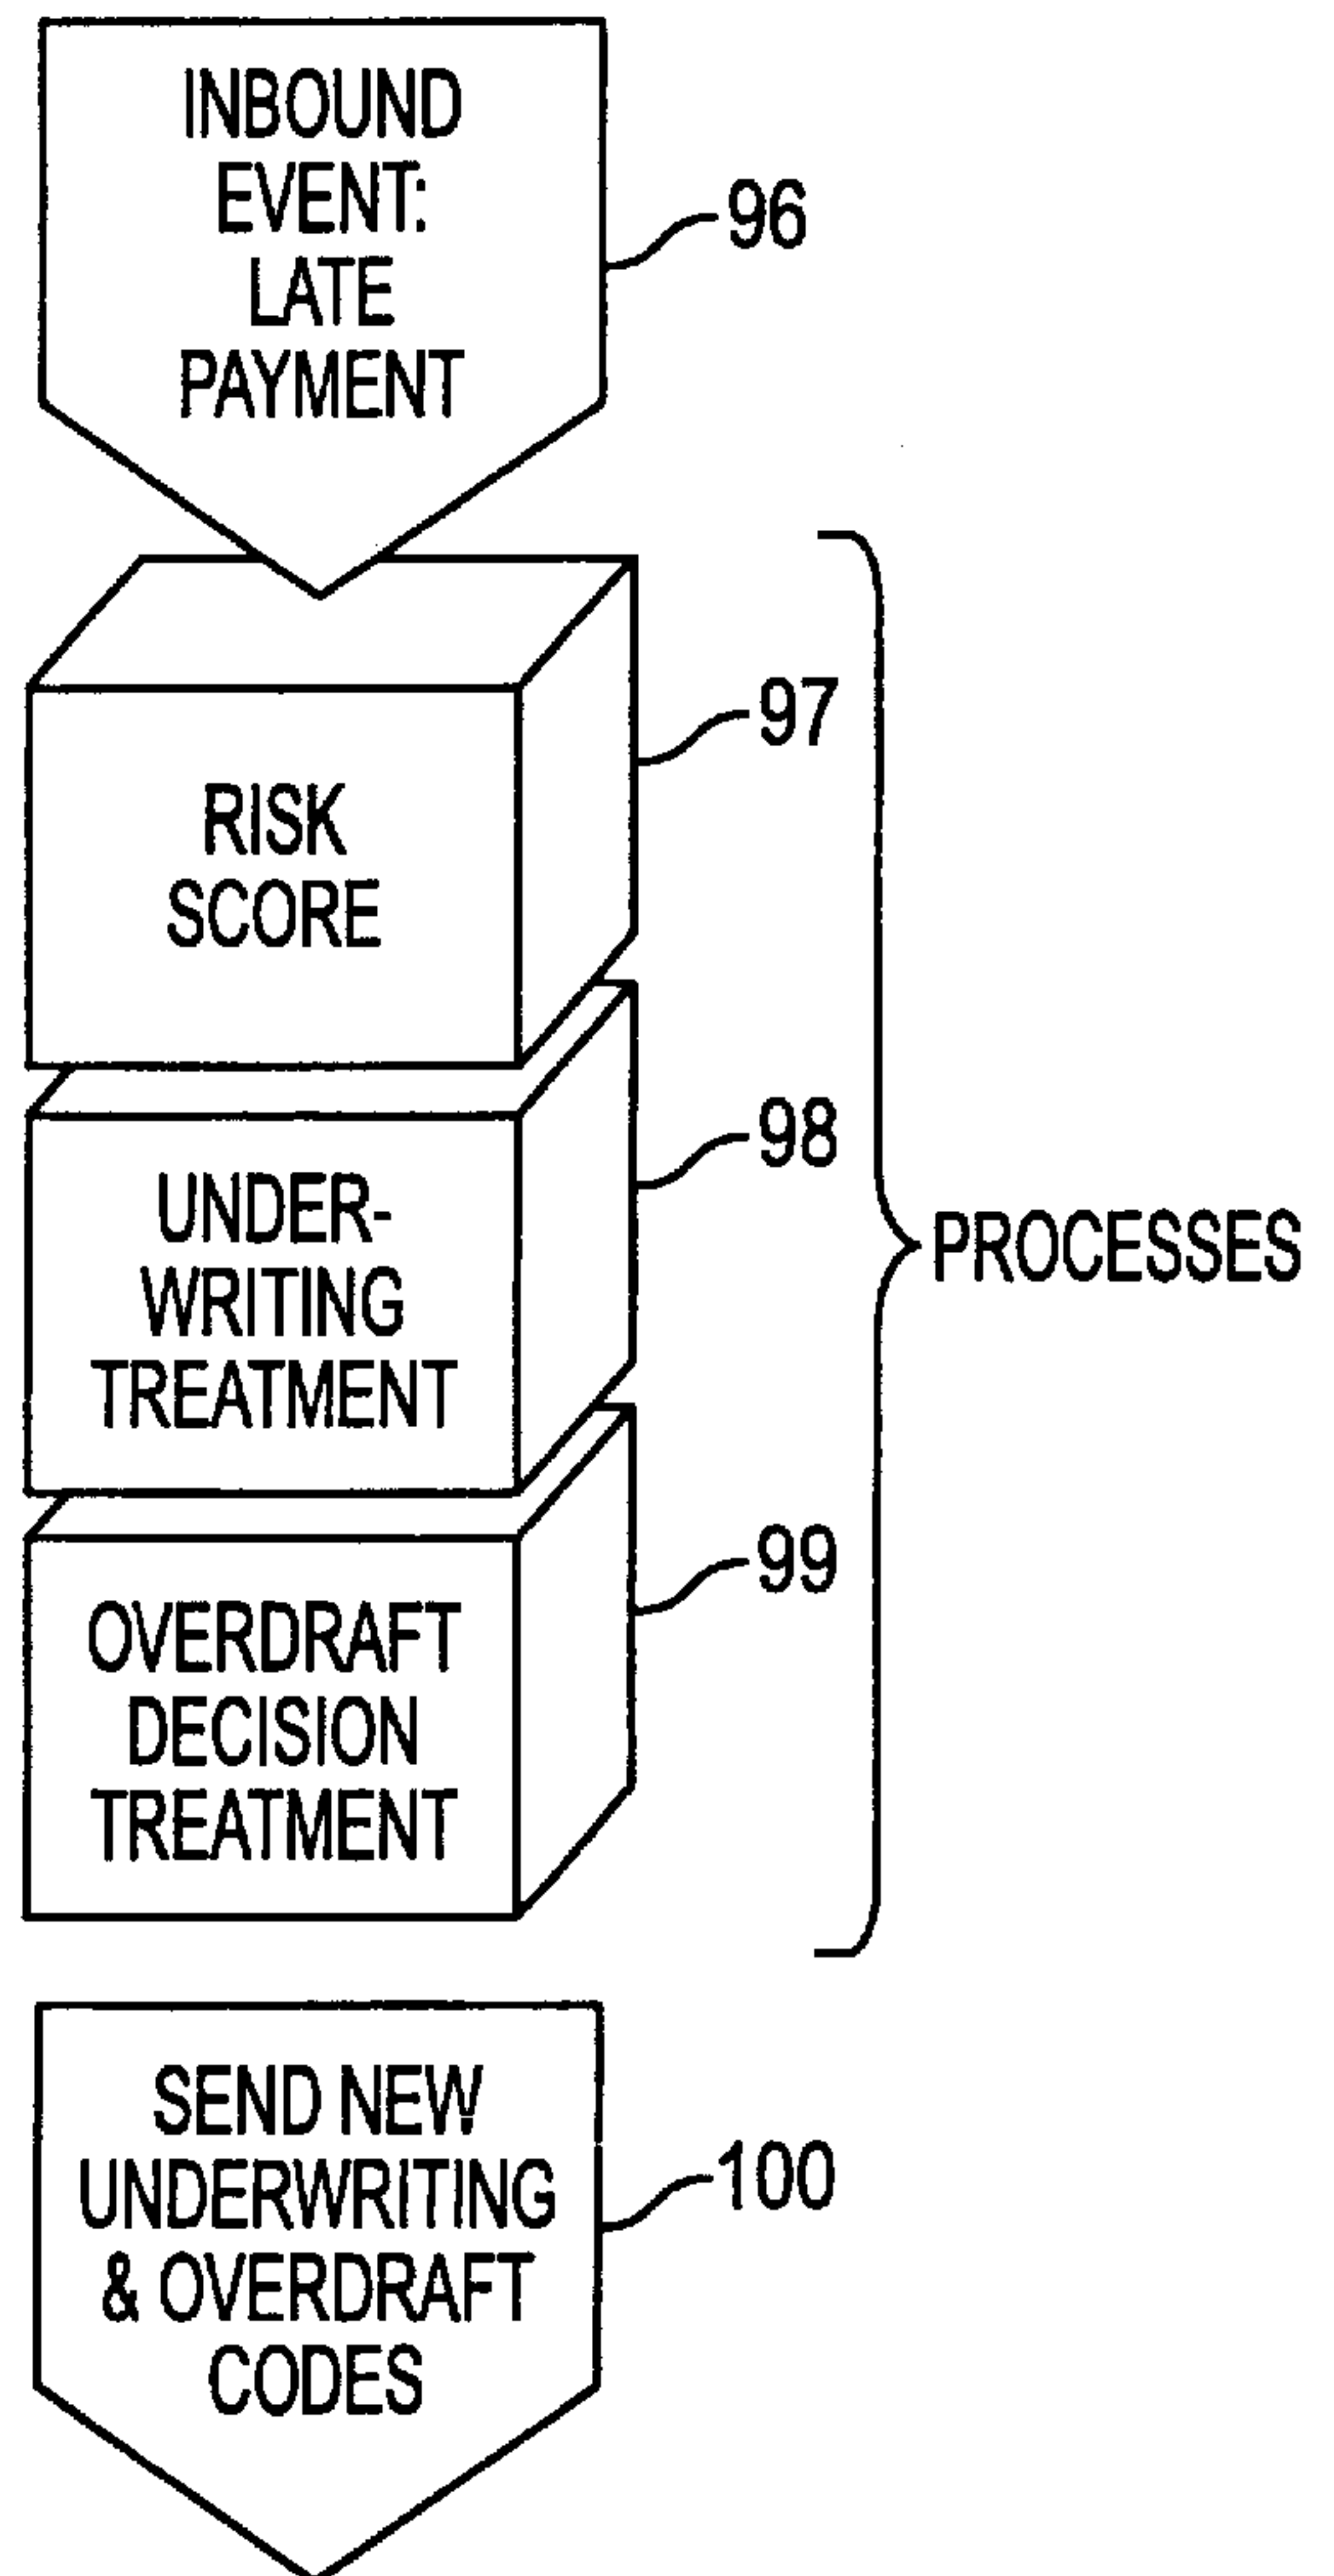 INBOUND
EVENT:
LATE
PAYMENT
96
RISK
SCORE
97
UNDER-
WRITING
TREATMENT
98
PROCESSES
OVERDRAFT
DECISION
TREATMENT
99
SEND NEW
UNDERWRITING
& OVERDRAFT
CODES
100